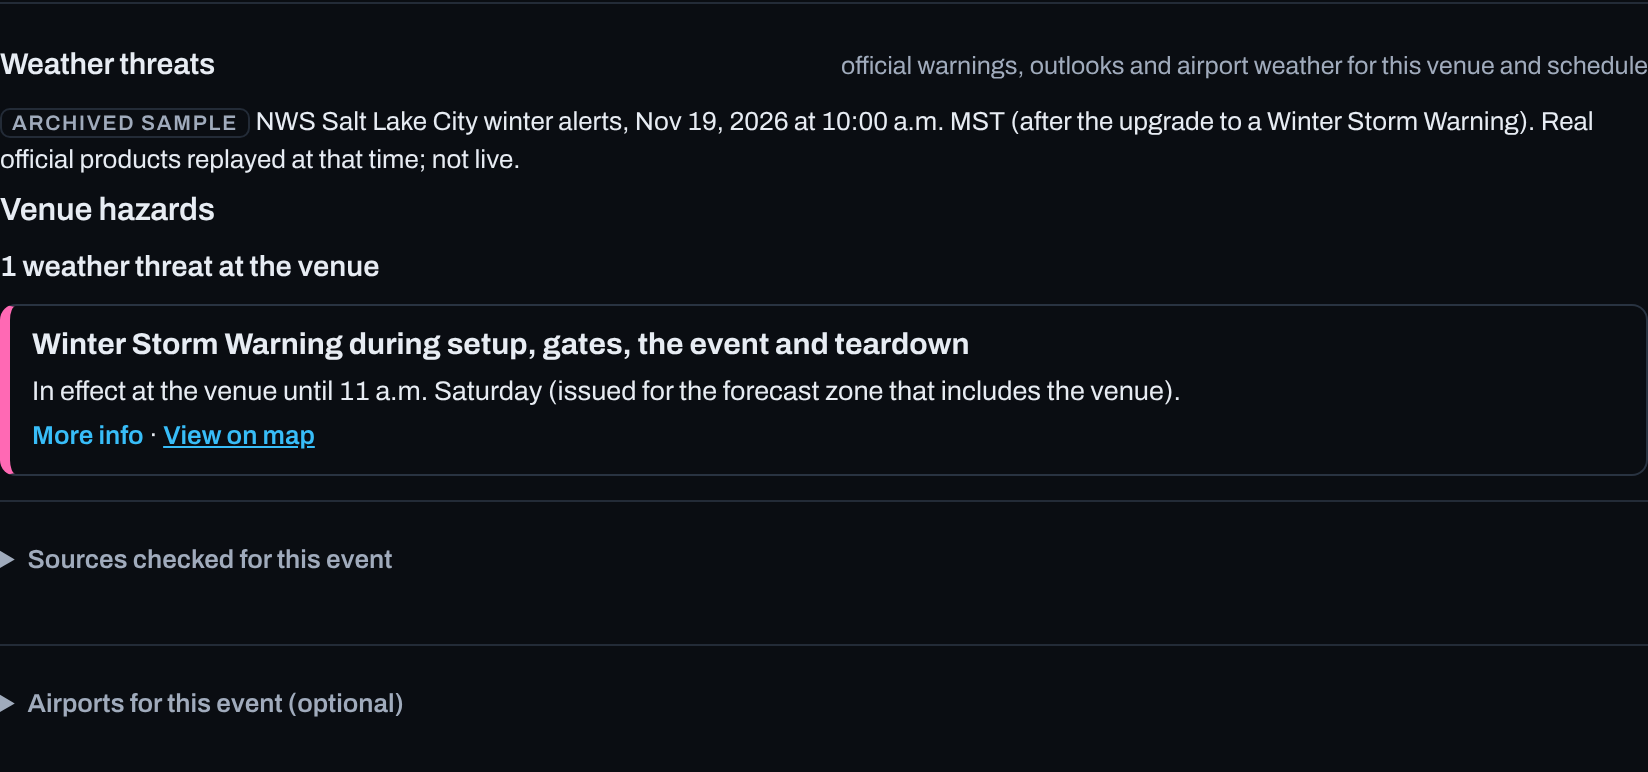 Weather threats
official warnings, outlooks and airport weather for this venue and schedule
ARCHIVED SAMPLE NWS Salt Lake City winter alerts, Nov 19, 2026 at 10:00 a.m. MST (after the upgrade to a Winter Storm Warning). Real
official products replayed at that time; not live.
Venue hazards
1 weather threat at the venue
Winter Storm Warning during setup, gates, the event and teardown
In effect at the venue until 11 a.m. Saturday (issued for the forecast zone that includes the venue).
More info · View on map
Sources checked for this event
Airports for this event (optional)